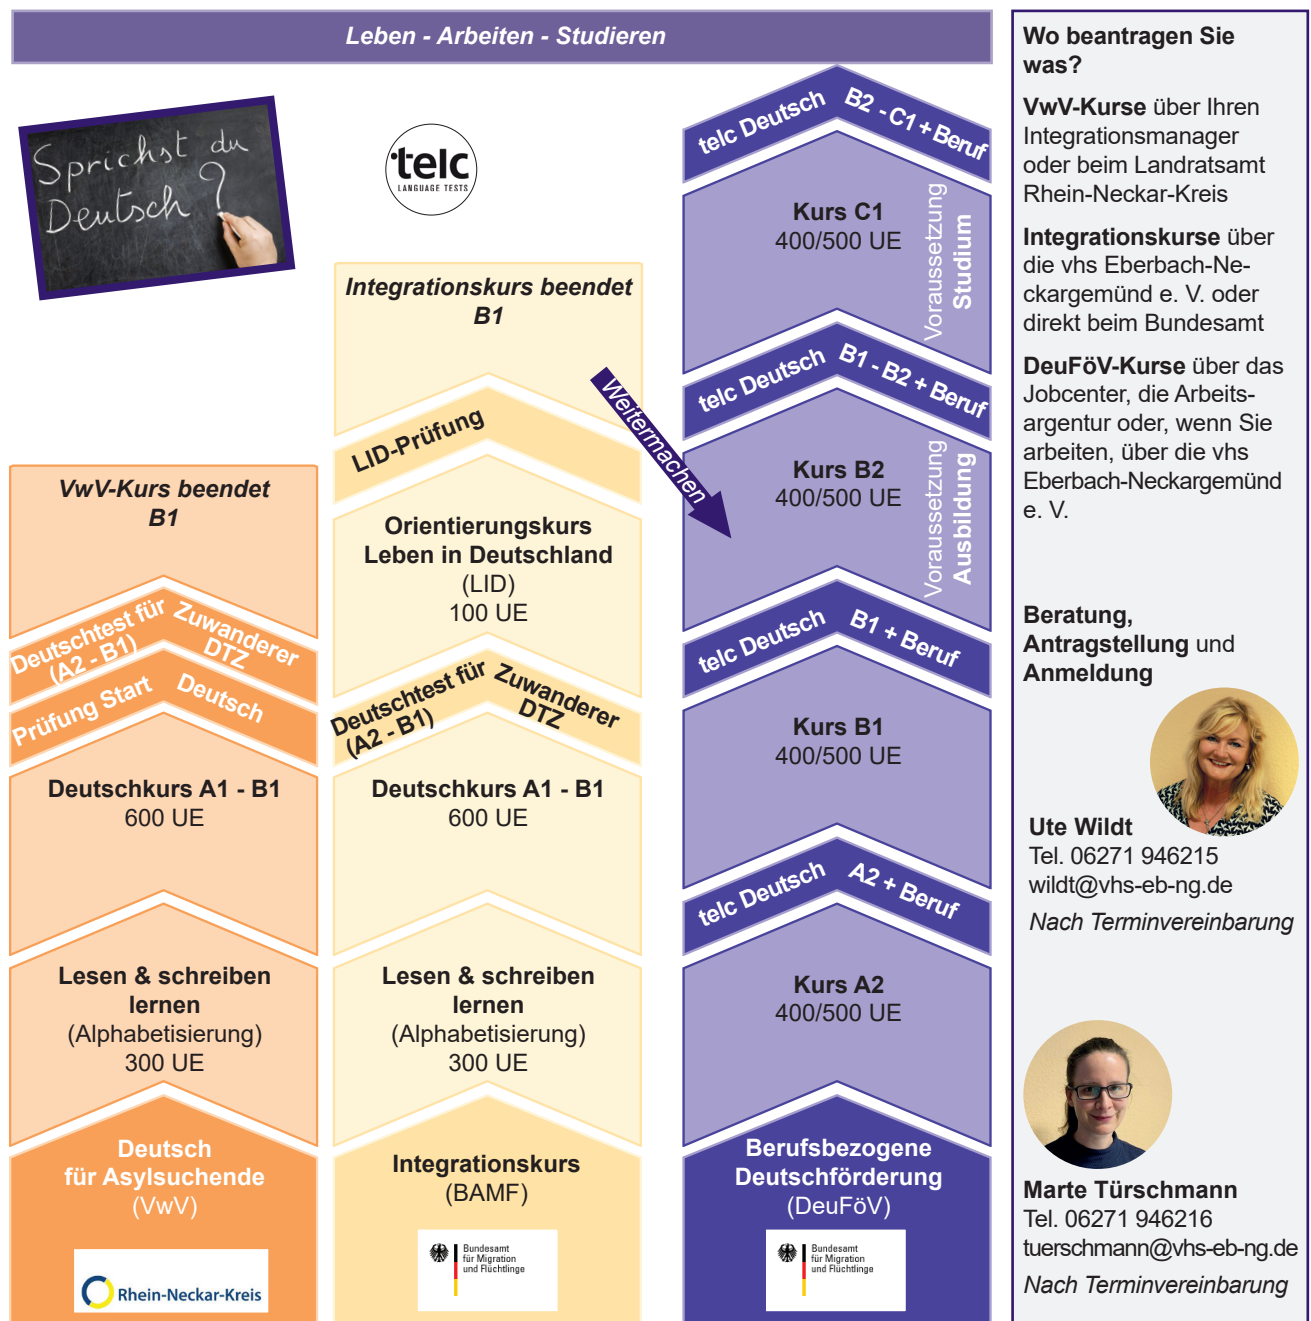 Leben - Arbeiten - Studieren
Sprichst du
Deutsch?
telc
LANGUAGE TESTS
VwV-Kurs beendet
B1
Deutschtest für Zuwanderer
(A2 - B1) DTZ
Prüfung Start Deutsch
Deutschkurs A1 - B1
600 UE
Lesen & schreiben
lernen
(Alphabetisierung)
300 UE
Deutsch
für Asylsuchende
(VwV)
Rhein-Neckar-Kreis
Integrationskurs beendet
B1
LID-Prüfung
Orientierungskurs
Leben in Deutschland
(LID)
100 UE
Deutschtest für Zuwanderer
(A2 - B1) DTZ
Deutschkurs A1 - B1
600 UE
Lesen & schreiben
lernen
(Alphabetisierung)
300 UE
Integrationskurs
(BAMF)
Bundesamt
für Migration
und Flüchtlinge
Weitermachen
telc Deutsch B2 - C1 + Beruf
Kurs C1
400/500 UE
Voraussetzung
Studium
telc Deutsch B1 - B2 + Beruf
Kurs B2
400/500 UE
Voraussetzung
Ausbildung
telc Deutsch B1 + Beruf
Kurs B1
400/500 UE
telc Deutsch A2 + Beruf
Kurs A2
400/500 UE
Berufsbezogene
Deutschförderung
(DeuFöV)
Bundesamt
für Migration
und Flüchtlinge
Wo beantragen Sie
was?
VwV-Kurse über Ihren
Integrationsmanager
oder beim Landratsamt
Rhein-Neckar-Kreis
Integrationskurse über
die vhs Eberbach-Ne-
ckargemünd e. V. oder
direkt beim Bundesamt
DeuFöV-Kurse über das
Jobcenter, die Arbeits-
argentur oder, wenn Sie
arbeiten, über die vhs
Eberbach-Neckargemünd
e. V.
Beratung,
Antragstellung und
Anmeldung
Ute Wildt
Tel. 06271 946215
wildt@vhs-eb-ng.de
Nach Terminvereinbarung
Marte Türschmann
Tel. 06271 946216
tuerschmann@vhs-eb-ng.de
Nach Terminvereinbarung